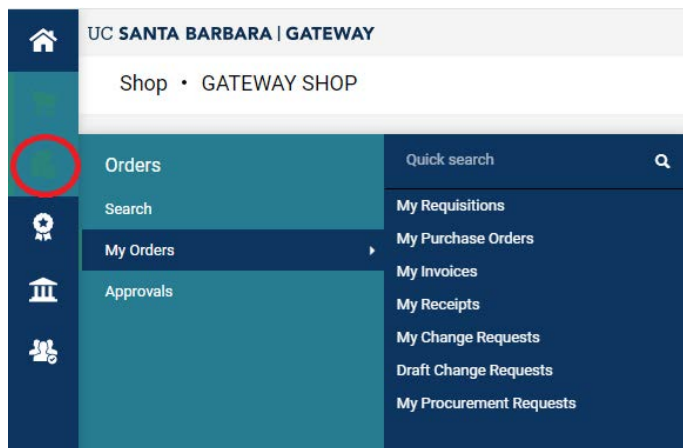 UC SANTA BARBARA | GATEWAY
Shop • GATEWAY SHOP
Orders
Search
My Orders
Approvals
Quick search
My Requisitions
My Purchase Orders
My Invoices
My Receipts
My Change Requests
Draft Change Requests
My Procurement Requests